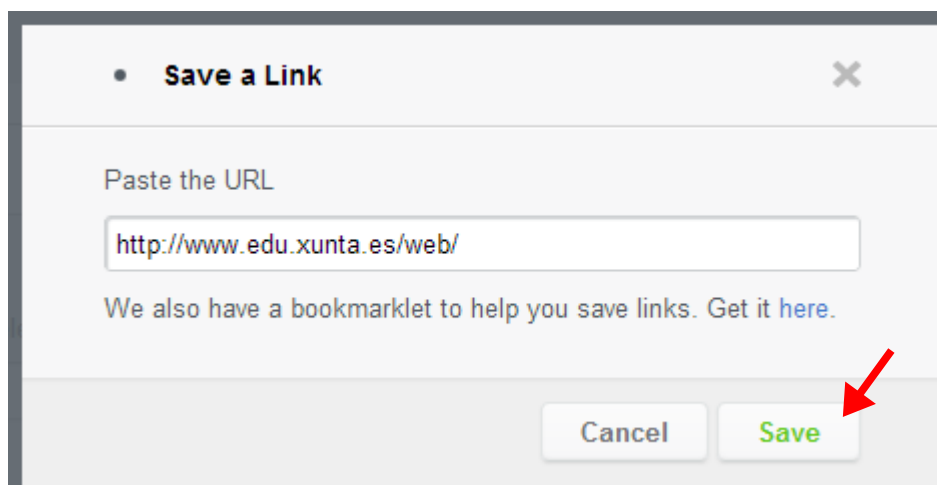 Save a Link
Paste the URL
http://www.edu.xunta.es/web/
We also have a bookmarklet to help you save links. Get it here.
Cancel Save